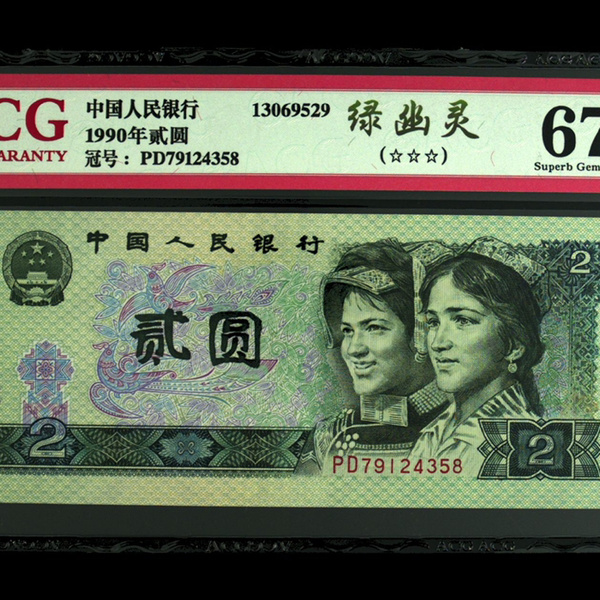 CG
ARANTY
中国人民银行
1990年贰圆
冠号：PD79124358
13069529
绿幽灵
(☆☆☆)
67
Superb Gem
中国人民银行
2
贰圆
2
PD79124358
2